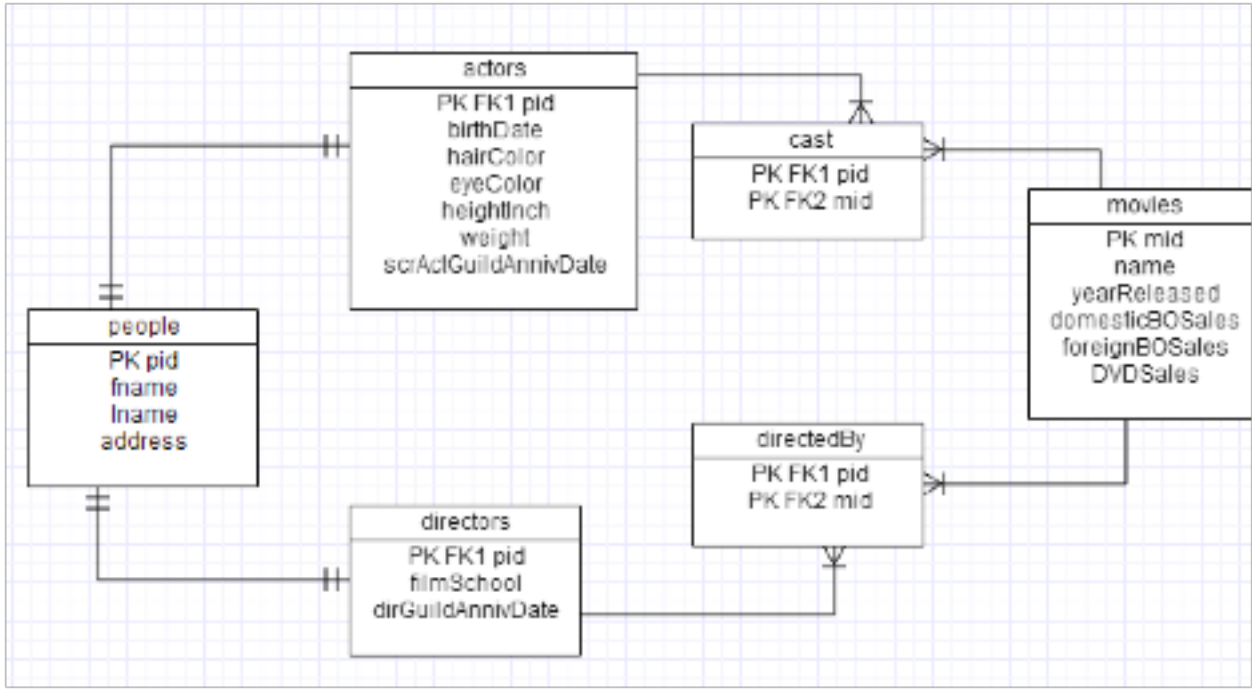 actors
PK FK1 pid
birthDate
hairColor
eyeColor
heightInch
weight
scrActGuildAnnivDate
cast
PK FK1 pid
PK FK2 mid
movies
PK mid
name
yearReleased
domesticBOSales
foreignBOSales
DVDSales
people
PK pid
fname
lname
address
directedBy
PK FK1 pid
PK FK2 mid
directors
PK FK1 pid
filmSchool
dirGuildAnnivDate